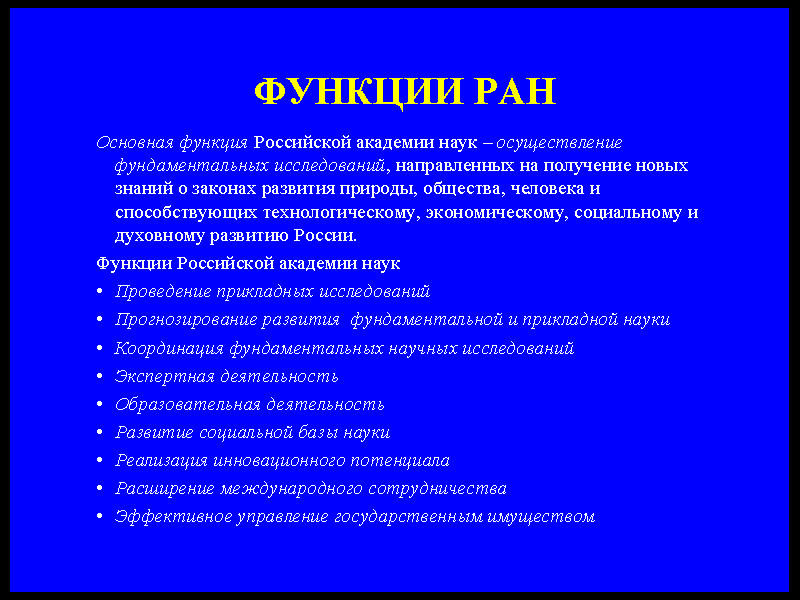 ФУНКЦИИ РАН
Основная функция Российской академии наук – осуществление
фундаментальных исследований, направленных на получение новых
знаний о законах развития природы, общества, человека и
способствующих технологическому, экономическому, социальному и
духовному развитию России.
Функции Российской академии наук
• Проведение прикладных исследований
• Прогнозирование развития фундаментальной и прикладной науки
• Координация фундаментальных научных исследований
• Экспертная деятельность
• Образовательная деятельность
• Развитие социальной базы науки
• Реализация инновационного потенциала
• Расширение международного сотрудничества
• Эффективное управление государственным имуществом